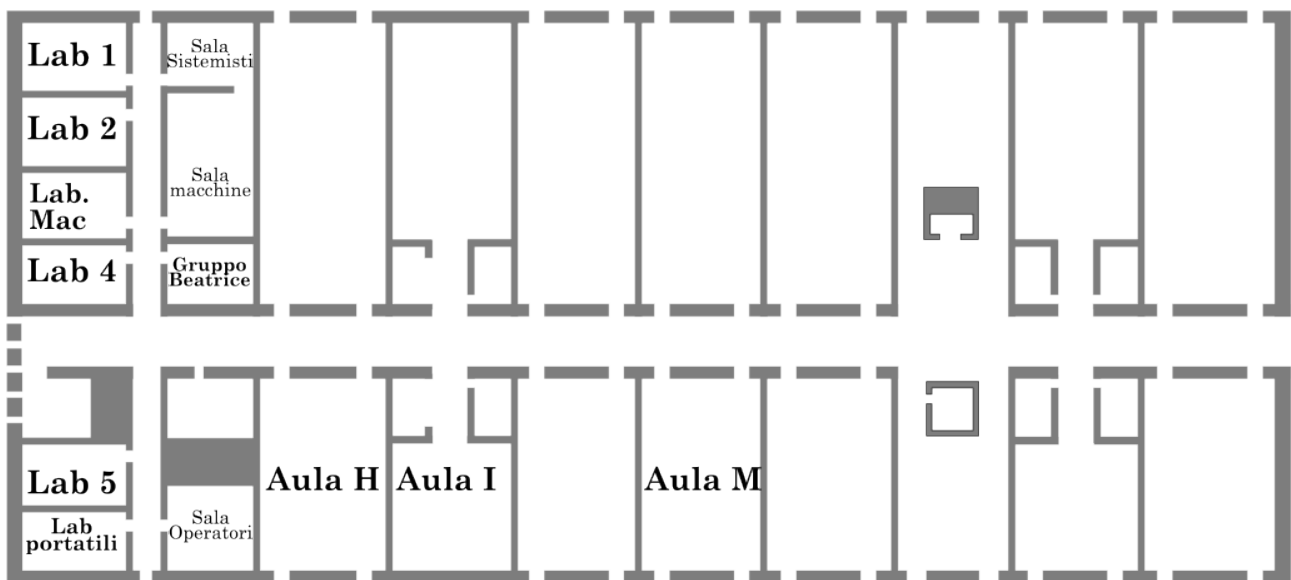 Lab 1
Sala
Sistemisti
Lab 2
Sala
macchine
Lab.
Mac
Lab 4
Gruppo
Beatrice
Lab 5
Aula H
Aula I
Aula M
Lab
portatili
Sala
Operatori